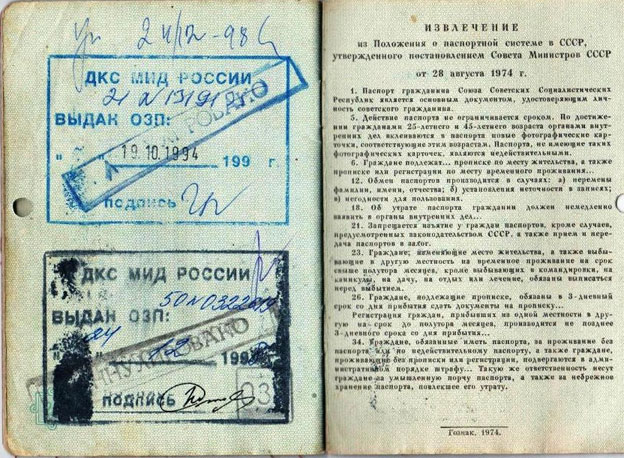 24/12-98
ДКС МИД РОССИИ
21 №
ВЫДАН ОЗП:
" 19.10.1994 199 г.
ПОДПИСЬ
ДКС МИД РОССИИ
50№0322
ВЫДАН ОЗП:
24
199
ПОДПИСЬ
03
ИЗВЛЕЧЕНИЕ
из Положения о паспортной системе в СССР,
утвержденного постановлением Совета Министров СССР
от 28 августа 1974 г.
1. Паспорт гражданина Союза Советских Социалистических
Республик является основным документом, удостоверяющим лич-
ность советского гражданина.
5. Действие паспорта не ограничивается сроком. По достиже-
жении гражданами 25-летнего и 45-летнего возраста органами внут-
ренних дел вклеиваются в паспорт новые фотографические кар-
точки, соответствующие этим возрастам. Паспорта, не имеющие таких
фотографических карточек, являются недействительными.
8. Граждане подлежат... прописке по месту жительства, а также
прописке или регистрации по месту временного проживания...
12. Обмен паспортов производится в случаях: а) перемены
фамилии, имени, отчества; б) установления неточности в записях;
в) негодности для пользования.
18. Об утрате паспорта гражданин должен немедленно
заявить в органы внутренних дел...
21. Запрещается изъятие у граждан паспортов, кроме случаев,
предусмотренных законодательством СССР, а также прием и пере-
дача паспортов в залог.
23. Граждане, изменяющие место жительства, а также выбы-
вающие в другую местность на временное проживание на срок
свыше полутора месяцев, кроме выбывающих в командировки, на
каникулы, на дачу, на отдых или лечение, обязаны выписаться
перед выбытием.
26. Граждане, подлежащие прописке, обязаны в 3-дневный
срок со дня прибытия сдать документы на прописку...
Регистрация граждан, прибывших из одной местности в дру-
гую на срок до полутора месяцев, производится не позднее
3-дневного срока со дня прибытия...
34. Граждане, обязанные иметь паспорта, за проживание без
паспорта или по недействительному паспорту, а также граждане,
проживающие без прописки или регистрации, подвергаются в адми-
нистративном порядке штрафу... Такую же ответственность несут
граждане за умышленную порчу паспорта, а также за небрежное
хранение паспорта, повлекшее его утрату.
Гознак. 1974.